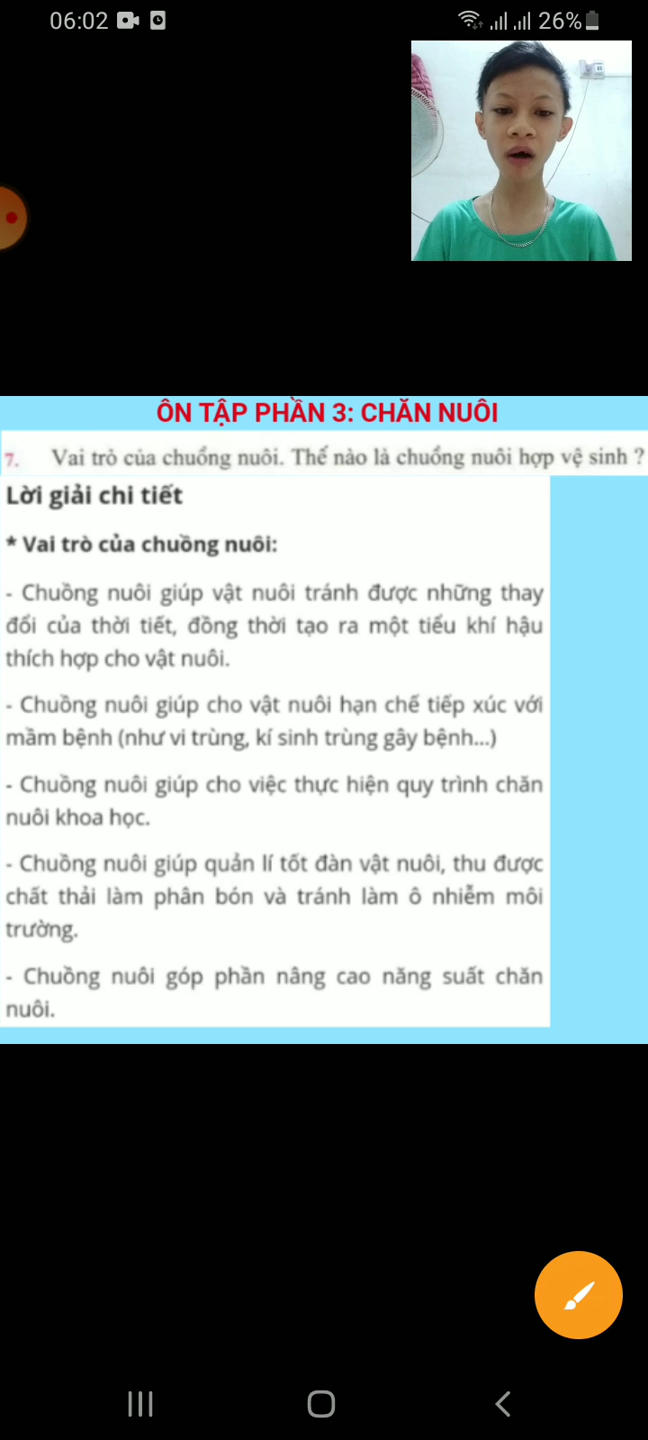 06:02
26%
ÔN TẬP PHẦN 3: CHĂN NUÔI
7. Vai trò của chuồng nuôi. Thế nào là chuồng nuôi hợp vệ sinh ?
Lời giải chi tiết
* Vai trò của chuồng nuôi:
- Chuồng nuôi giúp vật nuôi tránh được những thay
đổi của thời tiết, đồng thời tạo ra một tiểu khí hậu
thích hợp cho vật nuôi.
- Chuồng nuôi giúp cho vật nuôi hạn chế tiếp xúc với
mầm bệnh (như vi trùng, kí sinh trùng gây bệnh...)
- Chuồng nuôi giúp cho việc thực hiện quy trình chăn
nuôi khoa học.
- Chuồng nuôi giúp quản lí tốt đàn vật nuôi, thu được
chất thải làm phân bón và tránh làm ô nhiễm môi
trường.
- Chuồng nuôi góp phần nâng cao năng suất chăn
nuôi.